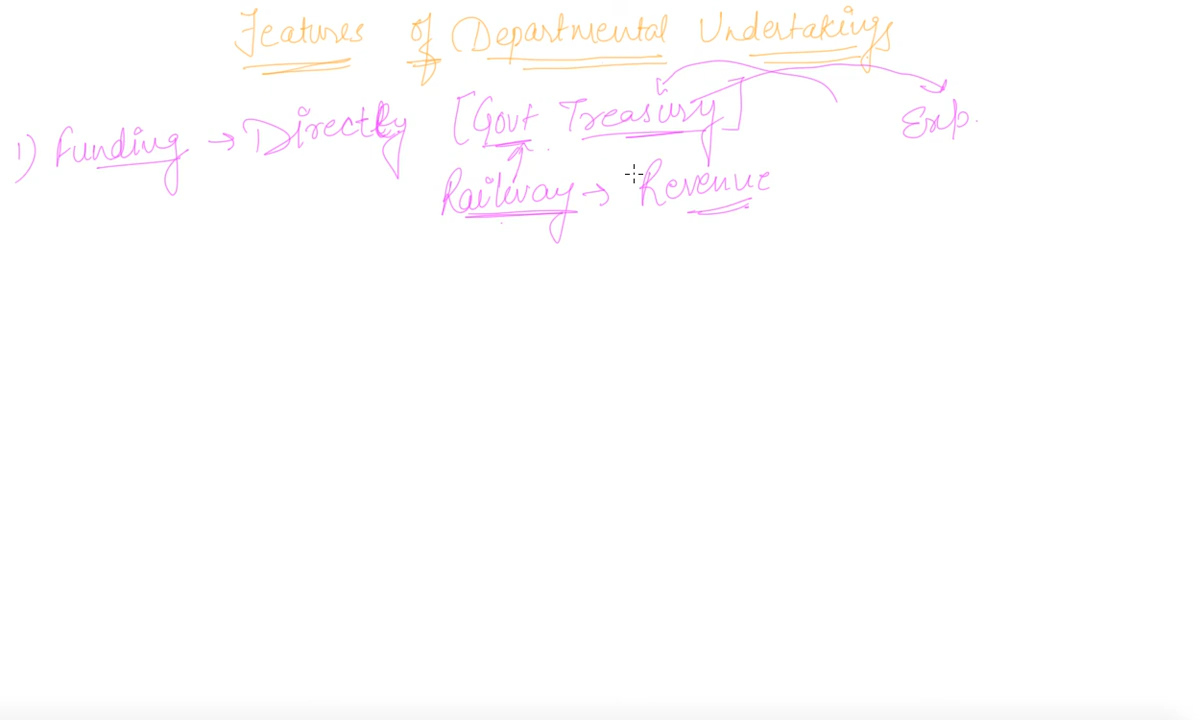 Features of Departmental Undertakings
1) Funding → Directly [Govt Treasury] Exp.
Railway → Revenue